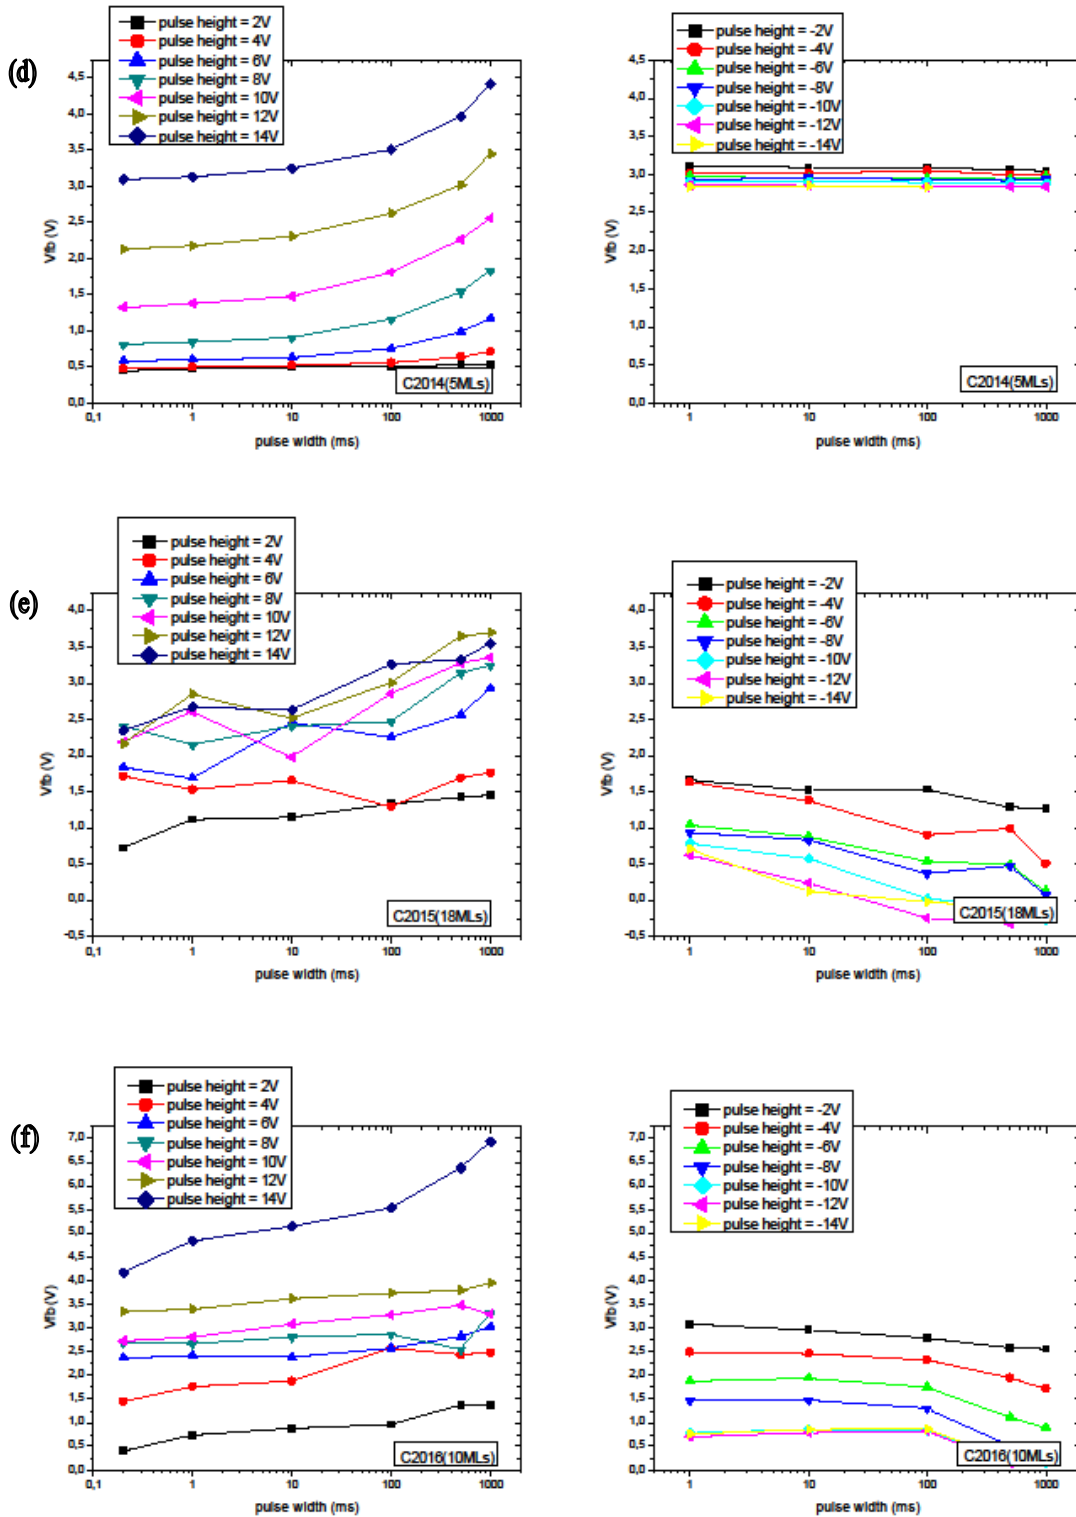 (d)
pulse height = 2V
pulse height = 4V
pulse height = 6V
pulse height = 8V
pulse height = 10V
pulse height = 12V
pulse height = 14V
4,5
4,0
3,5
3,0
2,5
2,0
1,5
1,0
0,5
0,0
Vfb (V)
0,1
1
10
100
1000
pulse width (ms)
C2014(5MLs)
pulse height = -2V
pulse height = -4V
pulse height = -6V
pulse height = -8V
pulse height = -10V
pulse height = -12V
pulse height = -14V
4,5
4,0
3,5
3,0
2,5
2,0
1,5
1,0
0,5
0,0
Vfb (V)
1
10
100
1000
pulse width (ms)
C2014(5MLs)
(e)
pulse height = 2V
pulse height = 4V
pulse height = 6V
pulse height = 8V
pulse height = 10V
pulse height = 12V
pulse height = 14V
4,0
3,5
3,0
2,5
2,0
1,5
1,0
0,5
0,0
-0,5
Vfb (V)
0,1
1
10
100
1000
pulse width (ms)
C2015(18MLs)
pulse height = -2V
pulse height = -4V
pulse height = -6V
pulse height = -8V
pulse height = -10V
pulse height = -12V
pulse height = -14V
4,0
3,5
3,0
2,5
2,0
1,5
1,0
0,5
0,0
-0,5
Vfb (V)
1
10
100
1000
pulse width (ms)
C2015(18MLs)
(f)
pulse height = 2V
pulse height = 4V
pulse height = 6V
pulse height = 8V
pulse height = 10V
pulse height = 12V
pulse height = 14V
7,0
6,5
6,0
5,5
5,0
4,5
4,0
3,5
3,0
2,5
2,0
1,5
1,0
0,5
0,0
Vfb (V)
0,1
1
10
100
1000
pulse width (ms)
C2016(10MLs)
pulse height = -2V
pulse height = -4V
pulse height = -6V
pulse height = -8V
pulse height = -10V
pulse height = -12V
pulse height = -14V
7,0
6,5
6,0
5,5
5,0
4,5
4,0
3,5
3,0
2,5
2,0
1,5
1,0
0,5
0,0
Vfb (V)
1
10
100
1000
pulse width (ms)
C2016(10MLs)